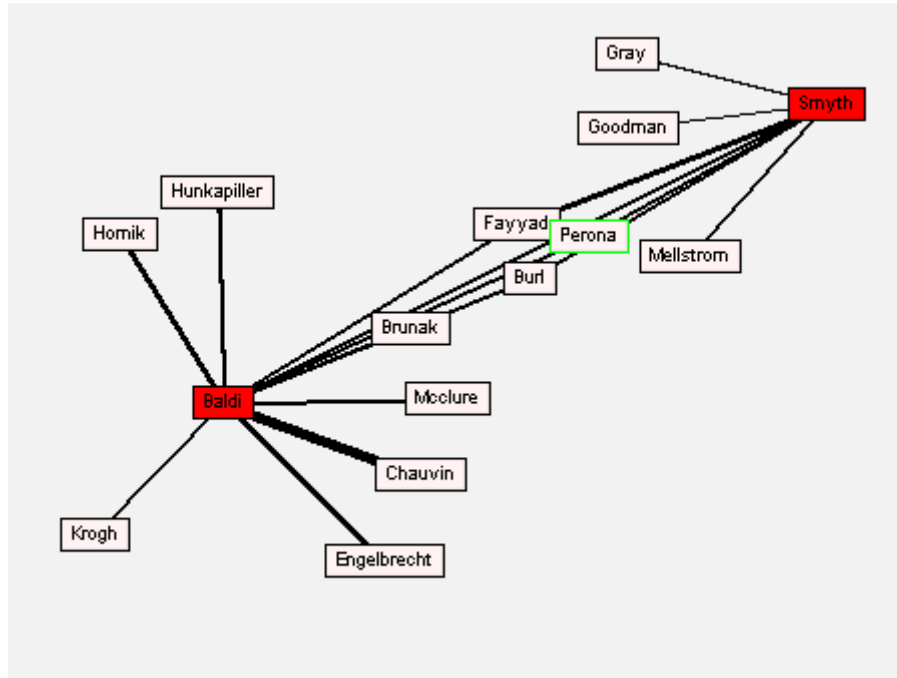 Gray
Smyth
Goodman
Hunkapiller
Fayyad
Hornik
Perona
Mellstrom
Burl
Brunak
Baldi
Mcclure
Chauvin
Krogh
Engelbrecht